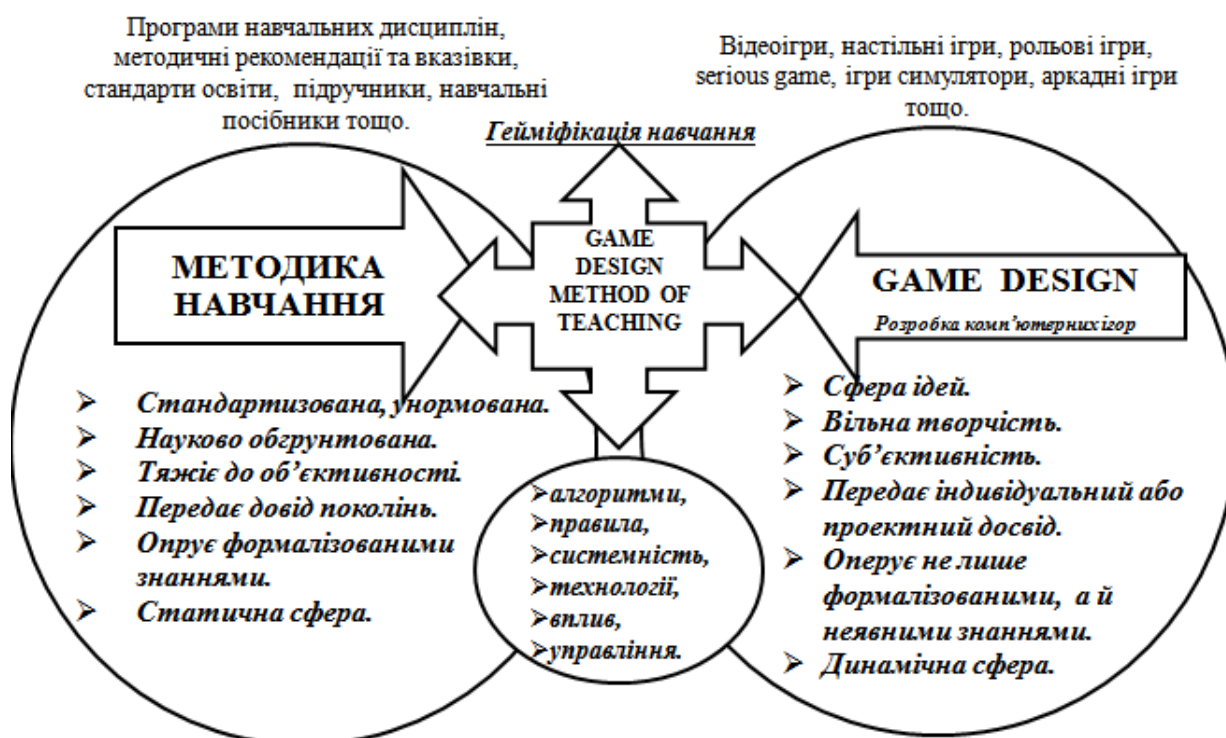 Програми навчальних дисциплін,
методичні рекомендації та вказівки,
стандарти освіти, підручники, навчальні
посібники тощо.
Відеоігри, настільні ігри, рольові ігри,
serious game, ігри симулятори, аркадні ігри
тощо.
Гейміфікація навчання
МЕТОДИКА
НАВЧАННЯ
GAME
DESIGN
METHOD OF
TEACHING
GAME DESIGN
Розробка комп’ютерних ігор
➤ Стандартизована, унормована.
➤ Науково обгрунтована.
➤ Тяжіє до об’єктивності.
➤ Передає довід поколінь.
➤ Опрує формалізованими
знаннями.
➤ Статична сфера.
➤алгоритми,
➤правила,
➤системність,
➤технології,
➤вплив,
➤управління.
➤ Сфера ідей.
➤ Вільна творчість.
➤ Суб’єктивність.
➤ Передає індивідуальний або
проектний досвід.
➤ Оперує не лише
формалізованими, а й
неявними знаннями.
➤ Динамічна сфера.